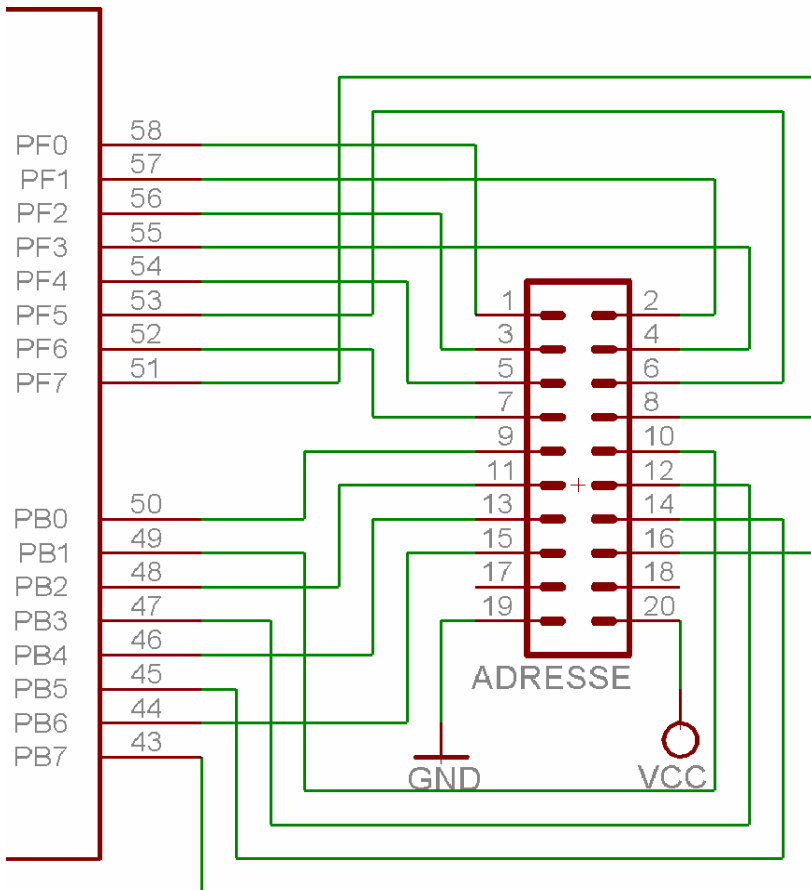 58
PF0
57
PF1
56
PF2
55
PF3
54
PF4
53
PF5
52
PF6
51
PF7
50
PB0
49
PB1
48
PB2
47
PB3
46
PB4
45
PB5
44
PB6
43
PB7
1 2
3 4
5 6
7 8
9 10
11 12
13 14
15 16
17 18
19 20
ADRESSE
GND
VCC